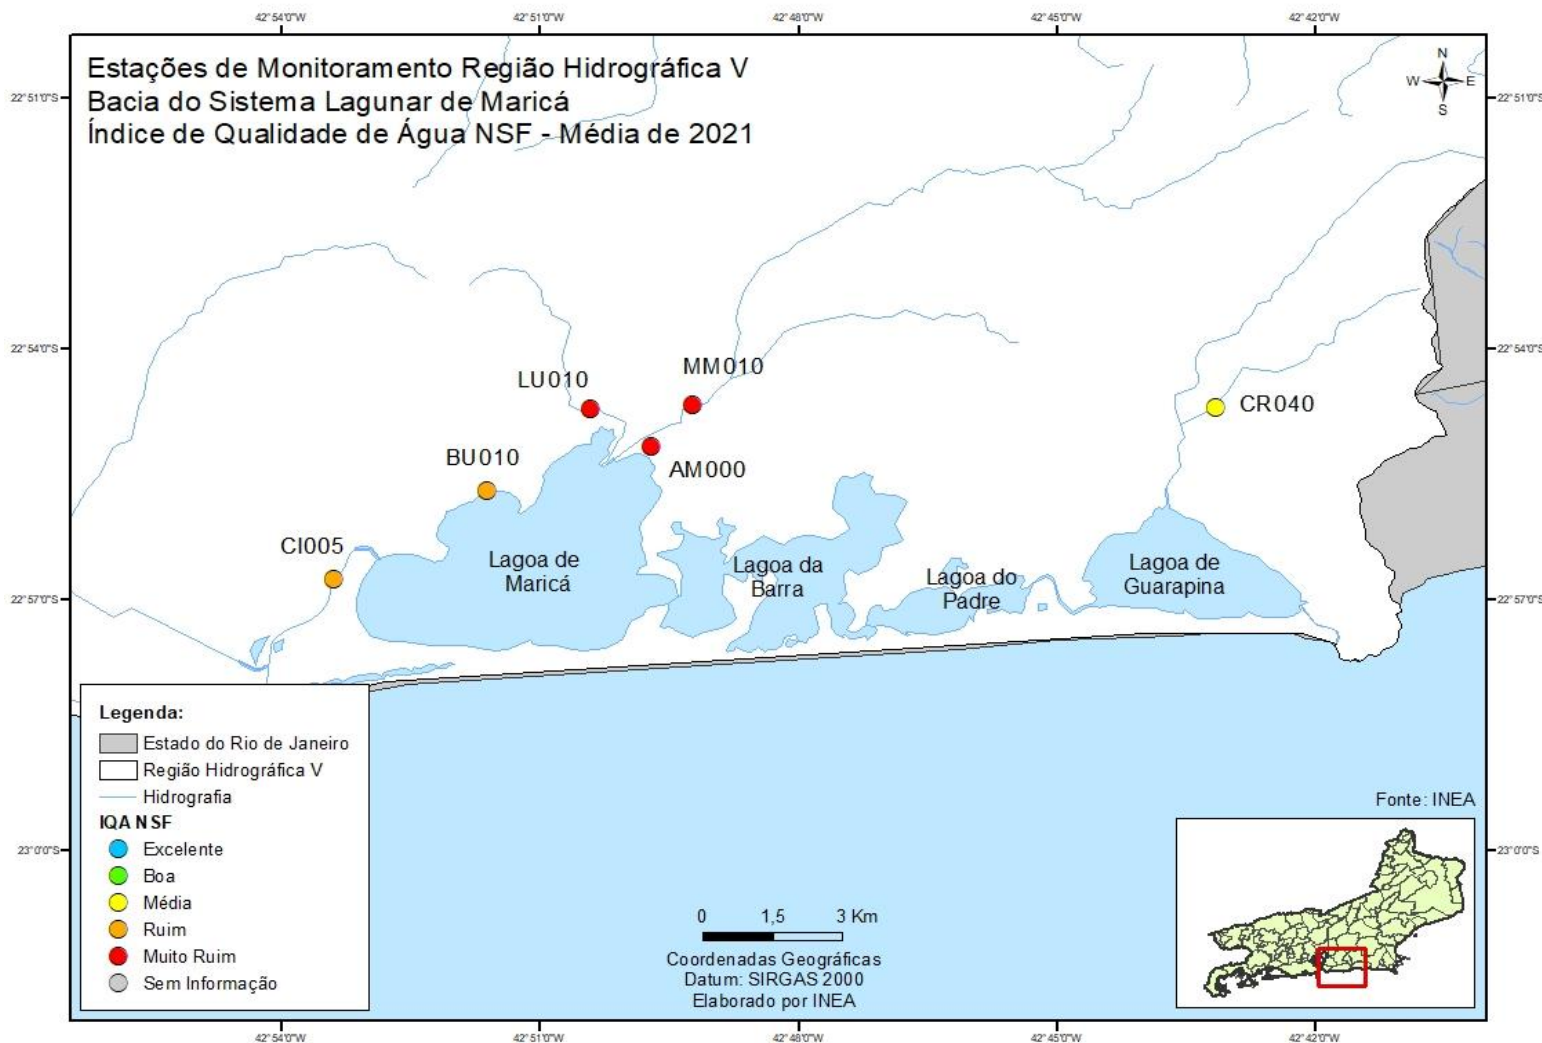 42°54'0"W
42°51'0"W
42°48'0"W
42°45'0"W
42°42'0"W
Estações de Monitoramento Região Hidrográfica V
Bacia do Sistema Lagunar de Maricá
Índice de Qualidade de Água NSF - Média de 2021
N
W E
S
22°51'0"S
22°51'0"S
22°54'0"S
22°54'0"S
MM010
LU010
CR040
BU010
AM000
CI005
Lagoa de
Maricá
Lagoa da
Barra
Lagoa do
Padre
Lagoa de
Guarapina
22°57'0"S
22°57'0"S
Legenda:
Estado do Rio de Janeiro
Região Hidrográfica V
Hidrografia
IQA NSF
Excelente
Boa
Média
Ruim
Muito Ruim
Sem Informação
23°0'0"S
23°0'0"S
Fonte: INEA
0 1,5 3 Km
Coordenadas Geográficas
Datum: SIRGAS 2000
Elaborado por INEA
42°54'0"W
42°51'0"W
42°48'0"W
42°45'0"W
42°42'0"W